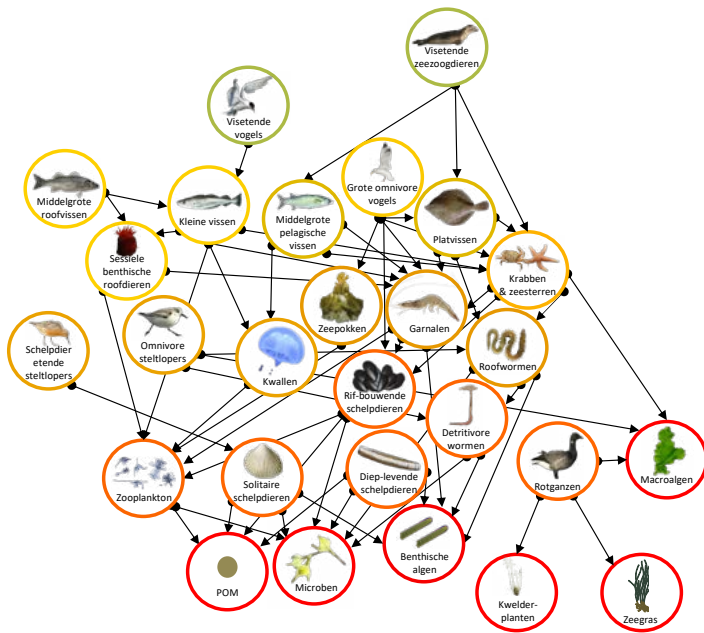 Visetende
zeezoogdieren
Visetende
vogels
Middelgrote
roofvissen
Kleine vissen
Middelgrote
pelagische
vissen
Grote omnivore
vogels
Platvissen
Sessiele
benthische
roofdieren
Krabben
& zeesterren
Schelpdier
etende
steltlopers
Omnivore
steltlopers
Kwallen
Zeepokken
Garnalen
Roofwormen
Rif-bouwende
schelpdieren
Detritivore
wormen
Zooplankton
Solitaire
schelpdieren
Diep-levende
schelpdieren
Rotganzen
Macroalgen
POM
Microben
Benthische
algen
Kwelder-
planten
Zeegras